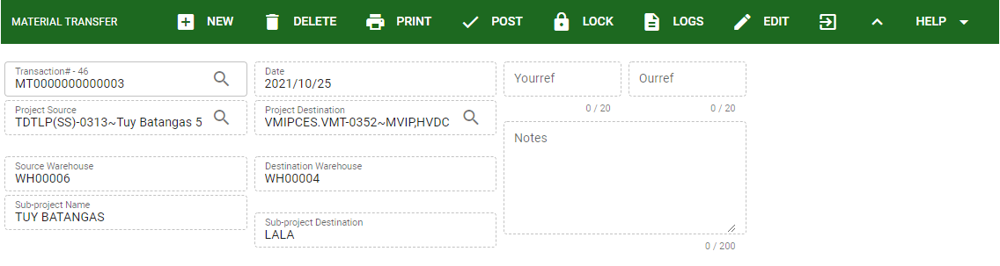 MATERIAL TRANSFER NEW DELETE PRINT POST LOCK LOGS EDIT HELP
Transaction# - 46
MT0000000000003
Date
2021/10/25
Yourref
0 / 20
Ourref
0 / 20
Project Source
TDTLP(SS)-0313~Tuy Batangas 5
Project Destination
VMIPCES.VMT-0352~MVIP,HVDC
Notes
0 / 200
Source Warehouse
WH00006
Destination Warehouse
WH00004
Sub-project Name
TUY BATANGAS
Sub-project Destination
LALA